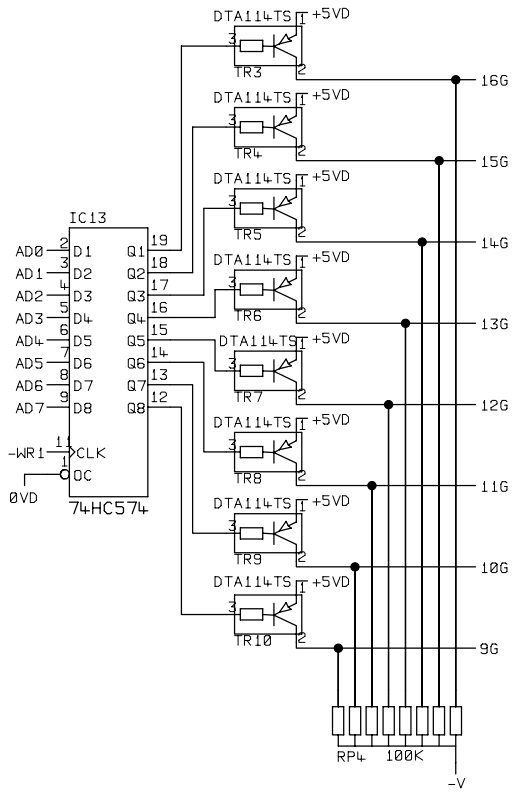 DTA114TS 1 +5VD
3
TR3 2
16G
DTA114TS 1 +5VD
3
TR4 2
15G
DTA114TS 1 +5VD
3
TR5 2
14G
DTA114TS 1 +5VD
3
TR6 2
13G
DTA114TS 1 +5VD
3
TR7 2
12G
DTA114TS 1 +5VD
3
TR8 2
11G
DTA114TS 1 +5VD
3
TR9 2
10G
DTA114TS 1 +5VD
3
TR10 2
9G
IC13
AD0 2 D1 Q1 19
AD1 3 D2 Q2 18
AD2 4 D3 Q3 17
AD3 5 D4 Q4 16
AD4 6 D5 Q5 15
AD5 7 D6 Q6 14
AD6 8 D7 Q7 13
AD7 9 D8 Q8 12
-WR1 11 CLK
1 OC
0VD
74HC574
RP4 100K
-V